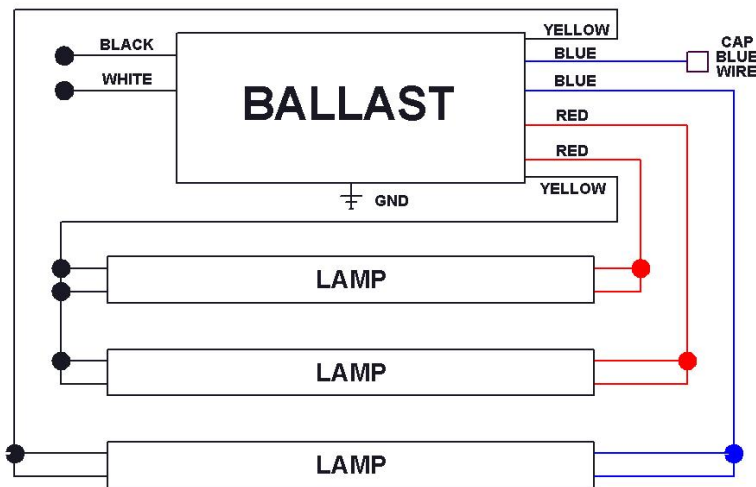 YELLOW
BLACK
BLUE
CAP
BLUE
WIRE
WHITE
BLUE
BALLAST
RED
RED
YELLOW
GND
LAMP
LAMP
LAMP